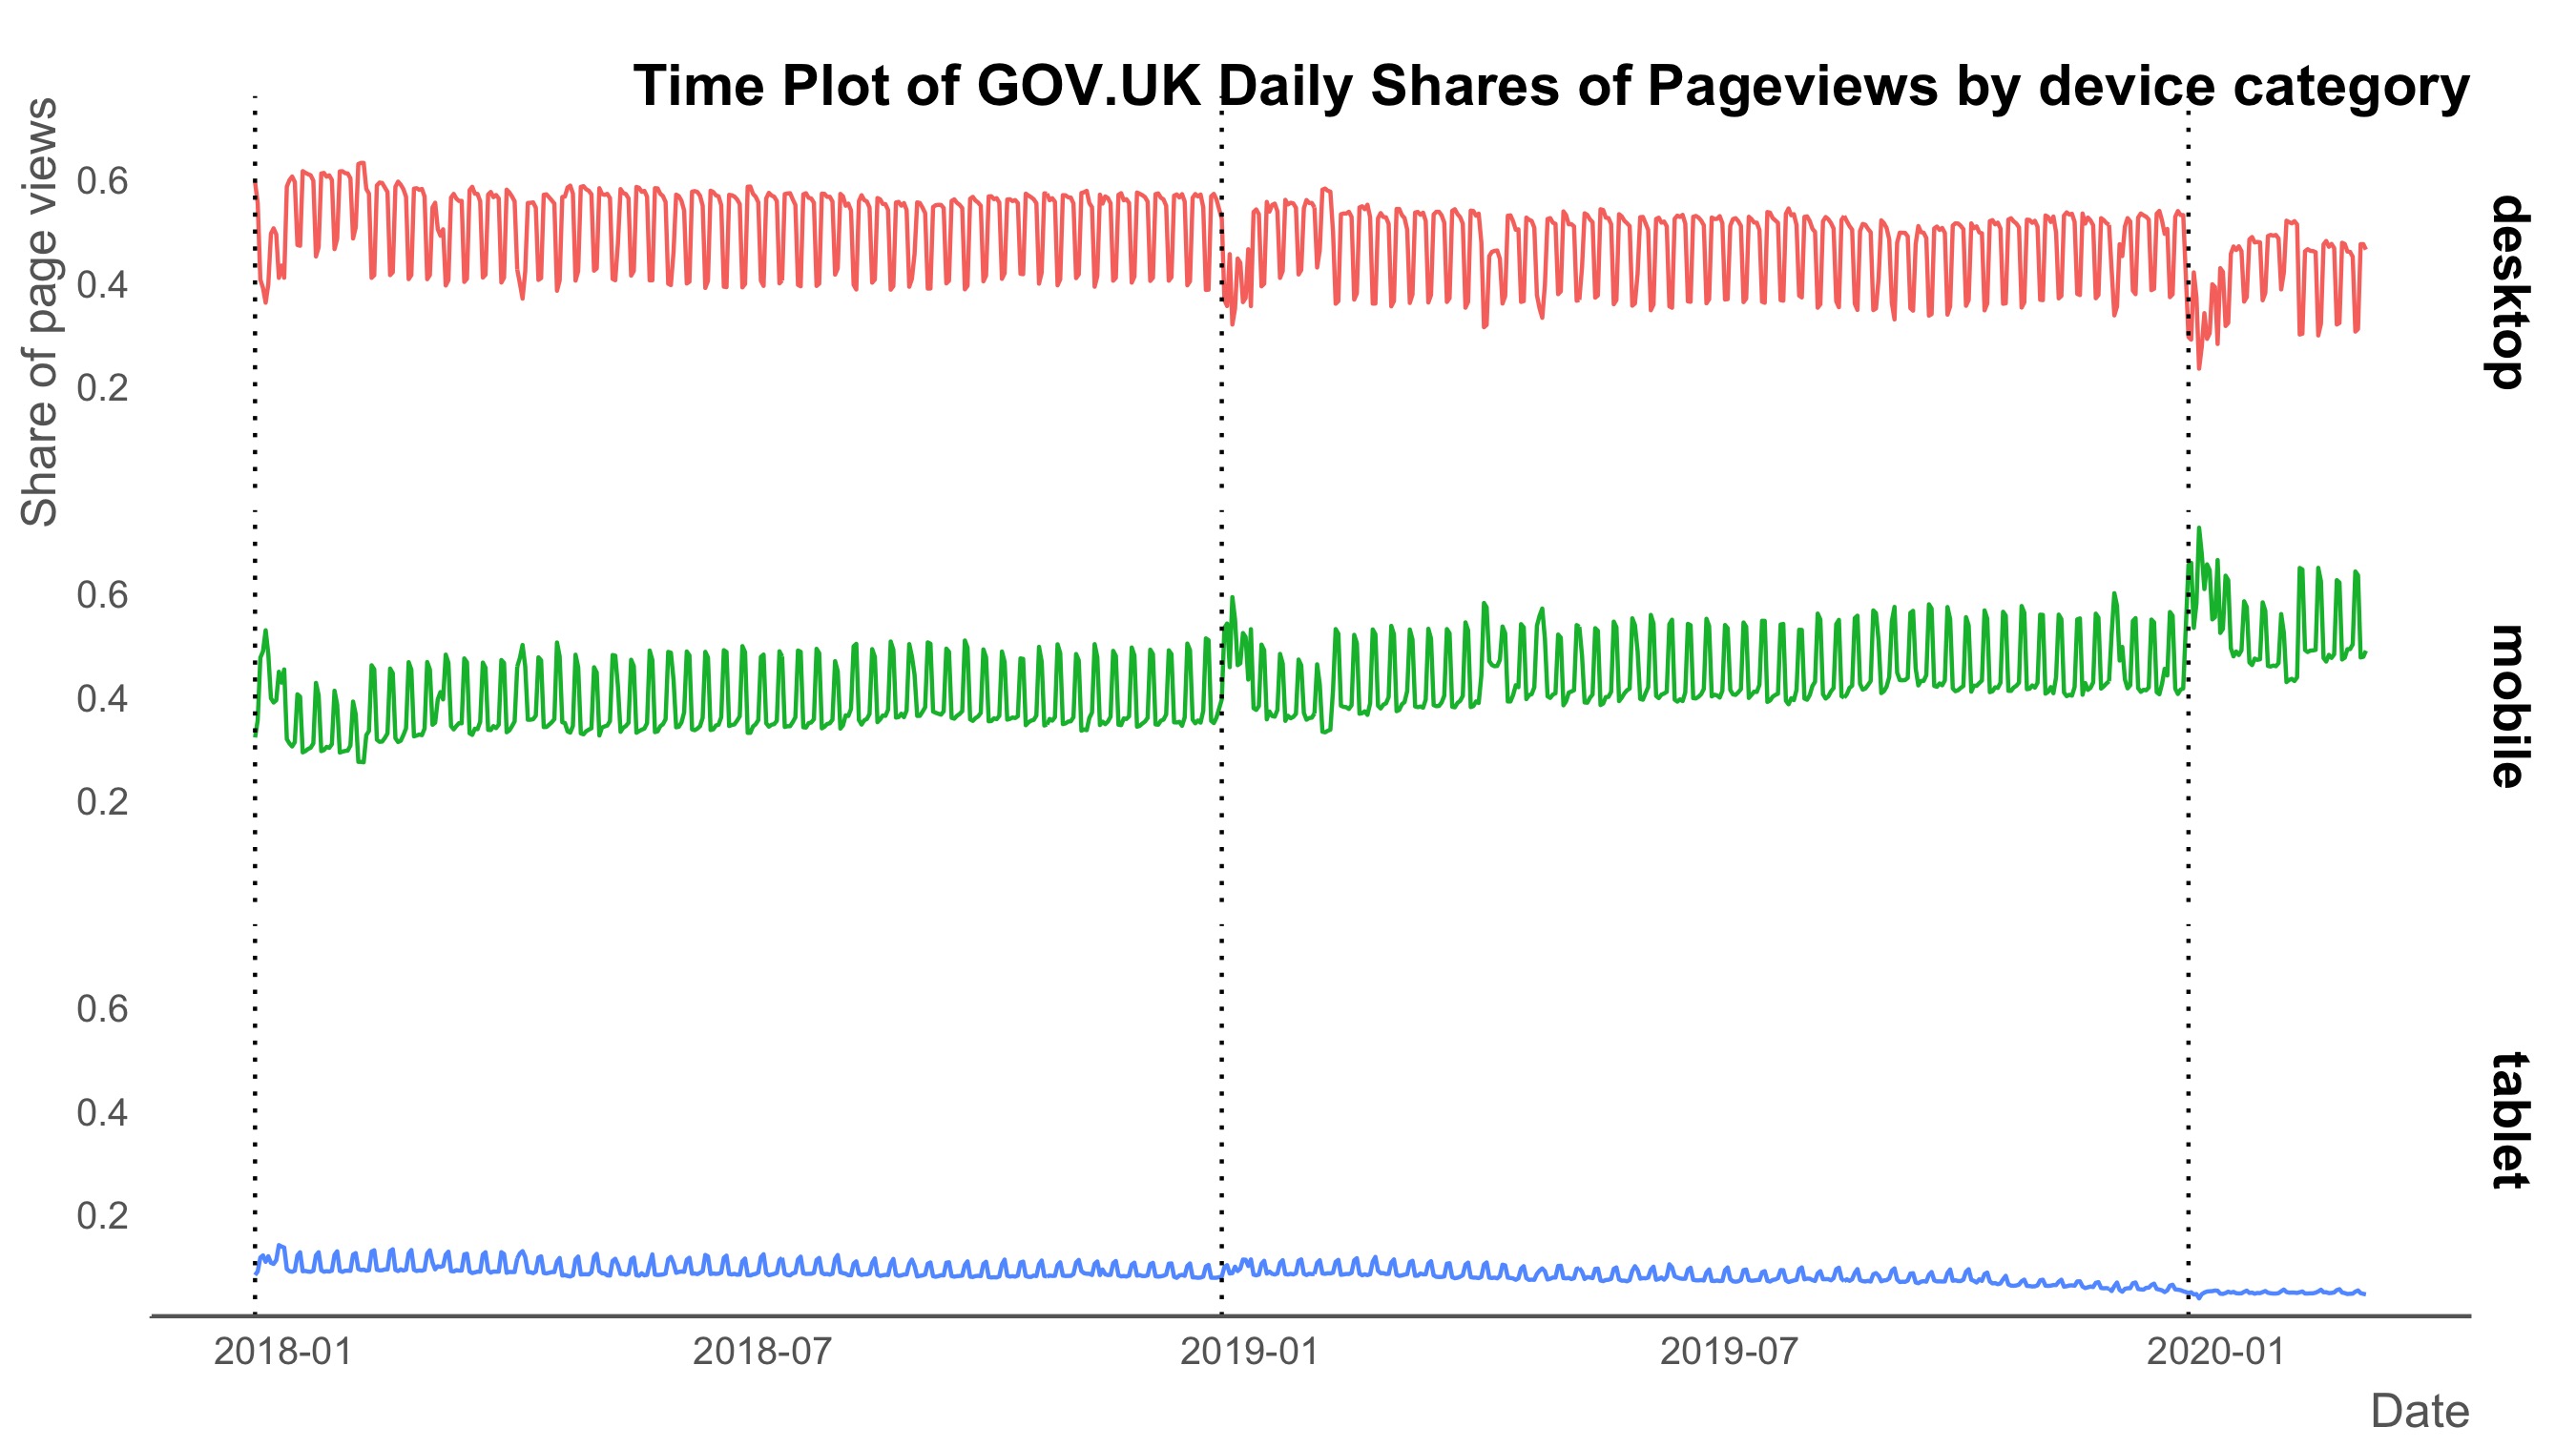 Time Plot of GOV.UK Daily Shares of Pageviews by device category
Share of page views
0.6
0.4
0.2
desktop
0.6
0.4
0.2
mobile
0.6
0.4
0.2
tablet
2018-01
2018-07
2019-01
2019-07
2020-01
Date